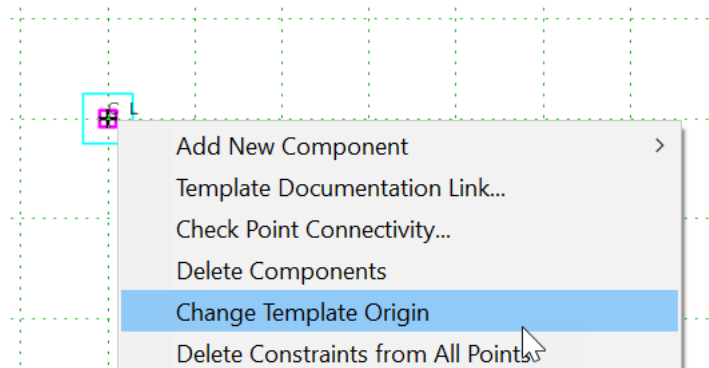 C L
Add New Component
Template Documentation Link...
Check Point Connectivity...
Delete Components
Change Template Origin
Delete Constraints from All Points